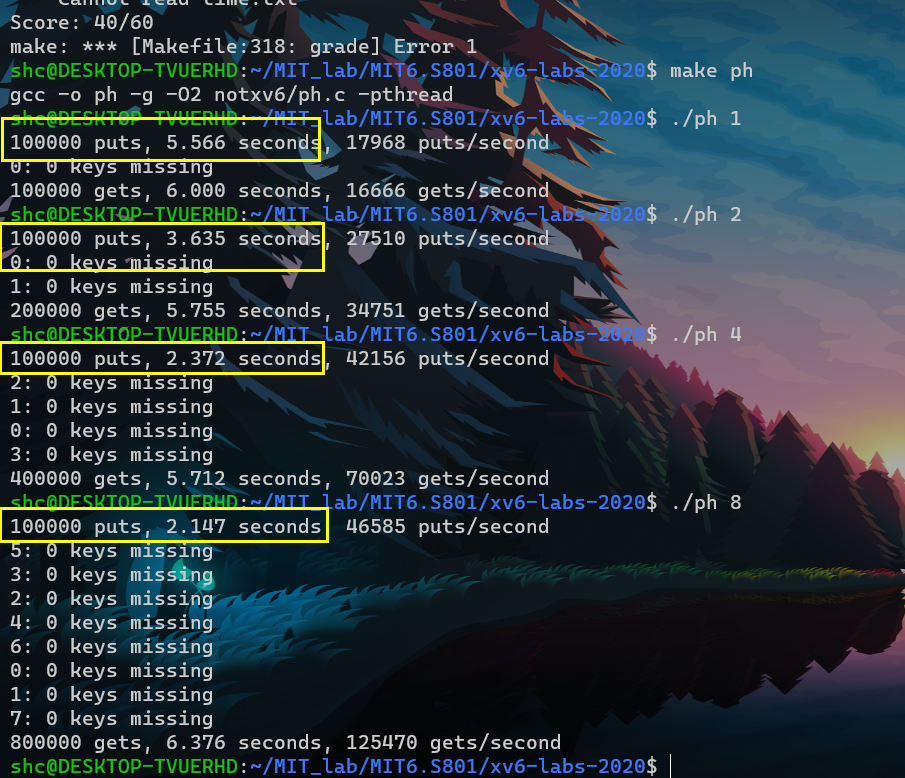 Cannot read time.txt
Score: 40/60
make: *** [Makefile:318: grade] Error 1
shc@DESKTOP-TVUERHD:~/MIT_lab/MIT6.S801/xv6-labs-2020$ make ph
gcc -o ph -g -O2 notxv6/ph.c -pthread
shc@DESKTOP-TVUERHD:~/MIT_lab/MIT6.S801/xv6-labs-2020$ ./ph 1
100000 puts, 5.566 seconds, 17968 puts/second
0: 0 keys missing
100000 gets, 6.000 seconds, 16666 gets/second
shc@DESKTOP-TVUERHD:~/MIT_lab/MIT6.S801/xv6-labs-2020$ ./ph 2
100000 puts, 3.635 seconds, 27510 puts/second
0: 0 keys missing
1: 0 keys missing
200000 gets, 5.755 seconds, 34751 gets/second
shc@DESKTOP-TVUERHD:~/MIT_lab/MIT6.S801/xv6-labs-2020$ ./ph 4
100000 puts, 2.372 seconds, 42156 puts/second
2: 0 keys missing
1: 0 keys missing
0: 0 keys missing
3: 0 keys missing
400000 gets, 5.712 seconds, 70023 gets/second
shc@DESKTOP-TVUERHD:~/MIT_lab/MIT6.S801/xv6-labs-2020$ ./ph 8
100000 puts, 2.147 seconds 46585 puts/second
5: 0 keys missing
3: 0 keys missing
2: 0 keys missing
4: 0 keys missing
6: 0 keys missing
0: 0 keys missing
1: 0 keys missing
7: 0 keys missing
800000 gets, 6.376 seconds, 125470 gets/second
shc@DESKTOP-TVUERHD:~/MIT_lab/MIT6.S801/xv6-labs-2020$